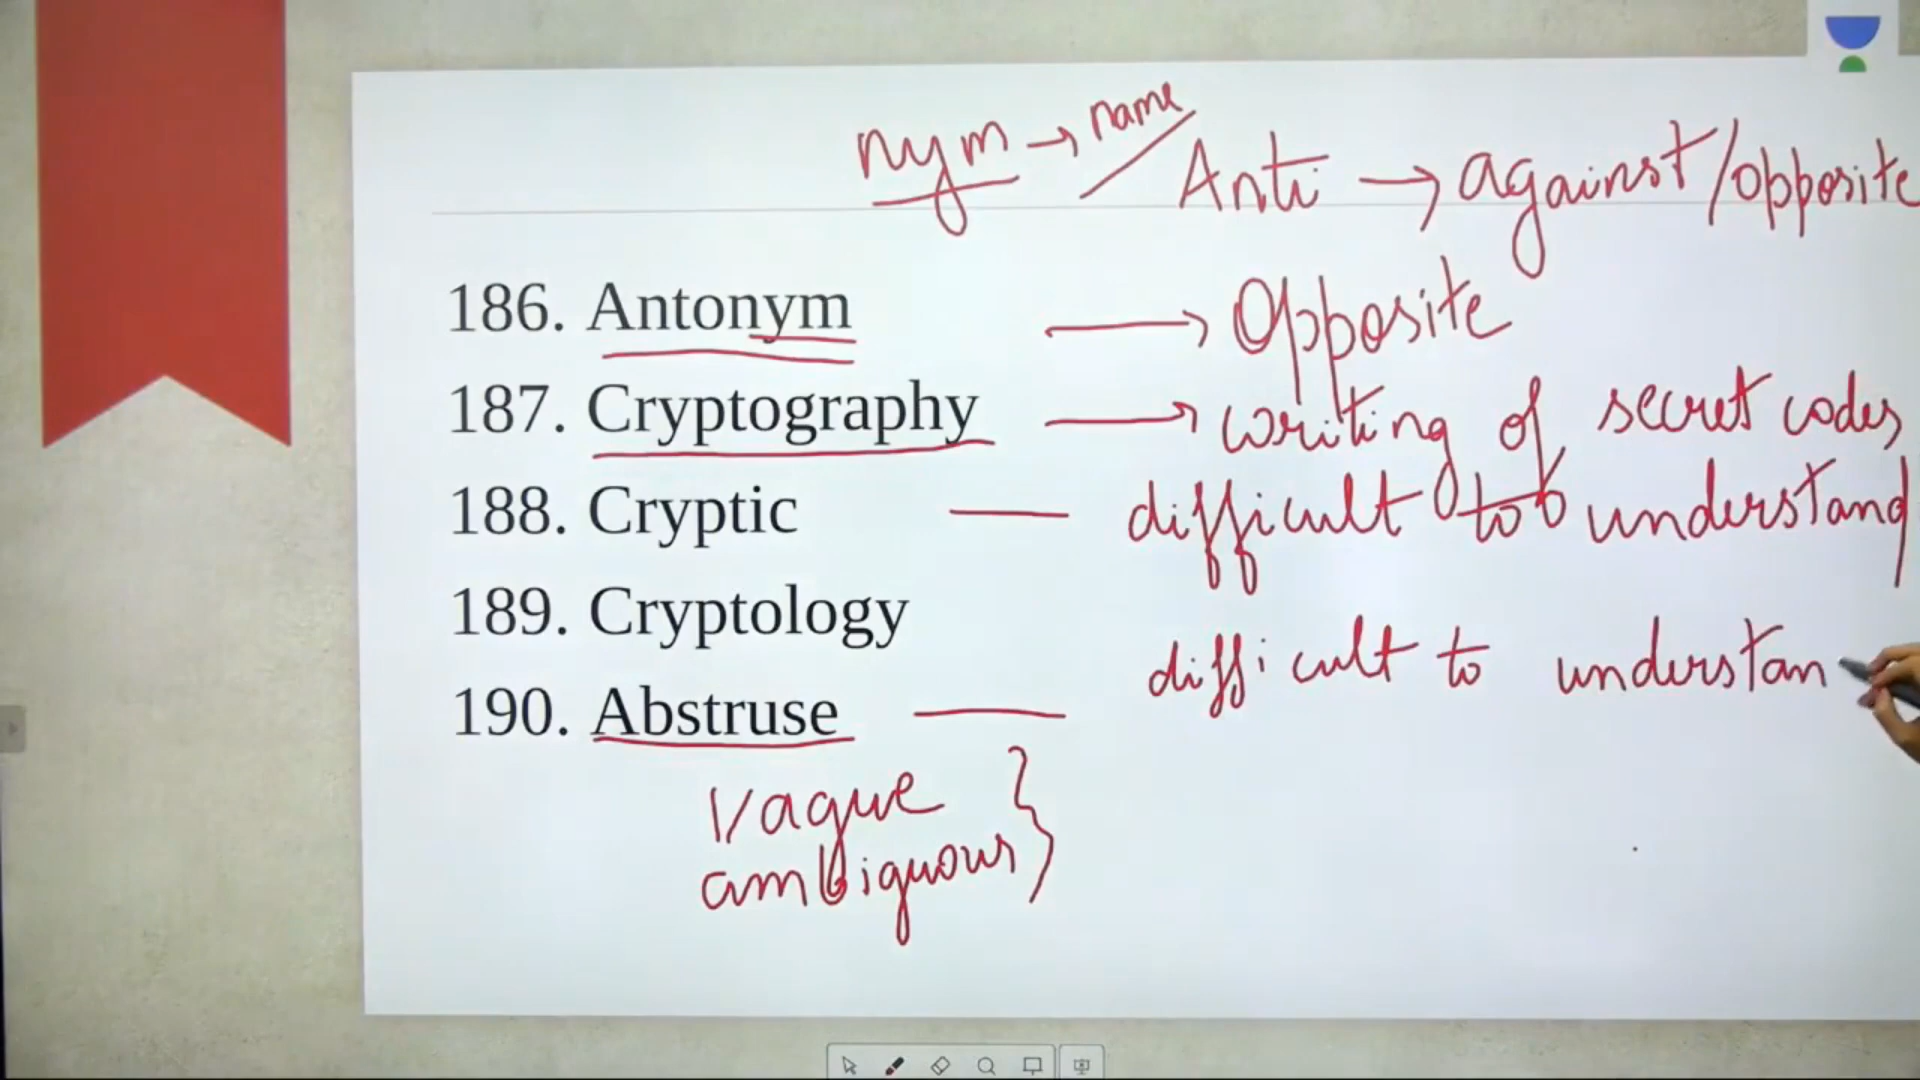 nym → name
Anti → against/opposite
186. Antonym → Opposite
187. Cryptography → writing of secret codes
188. Cryptic — difficult to understand
189. Cryptology
190. Abstruse — difficult to understan
vague
ambiguous